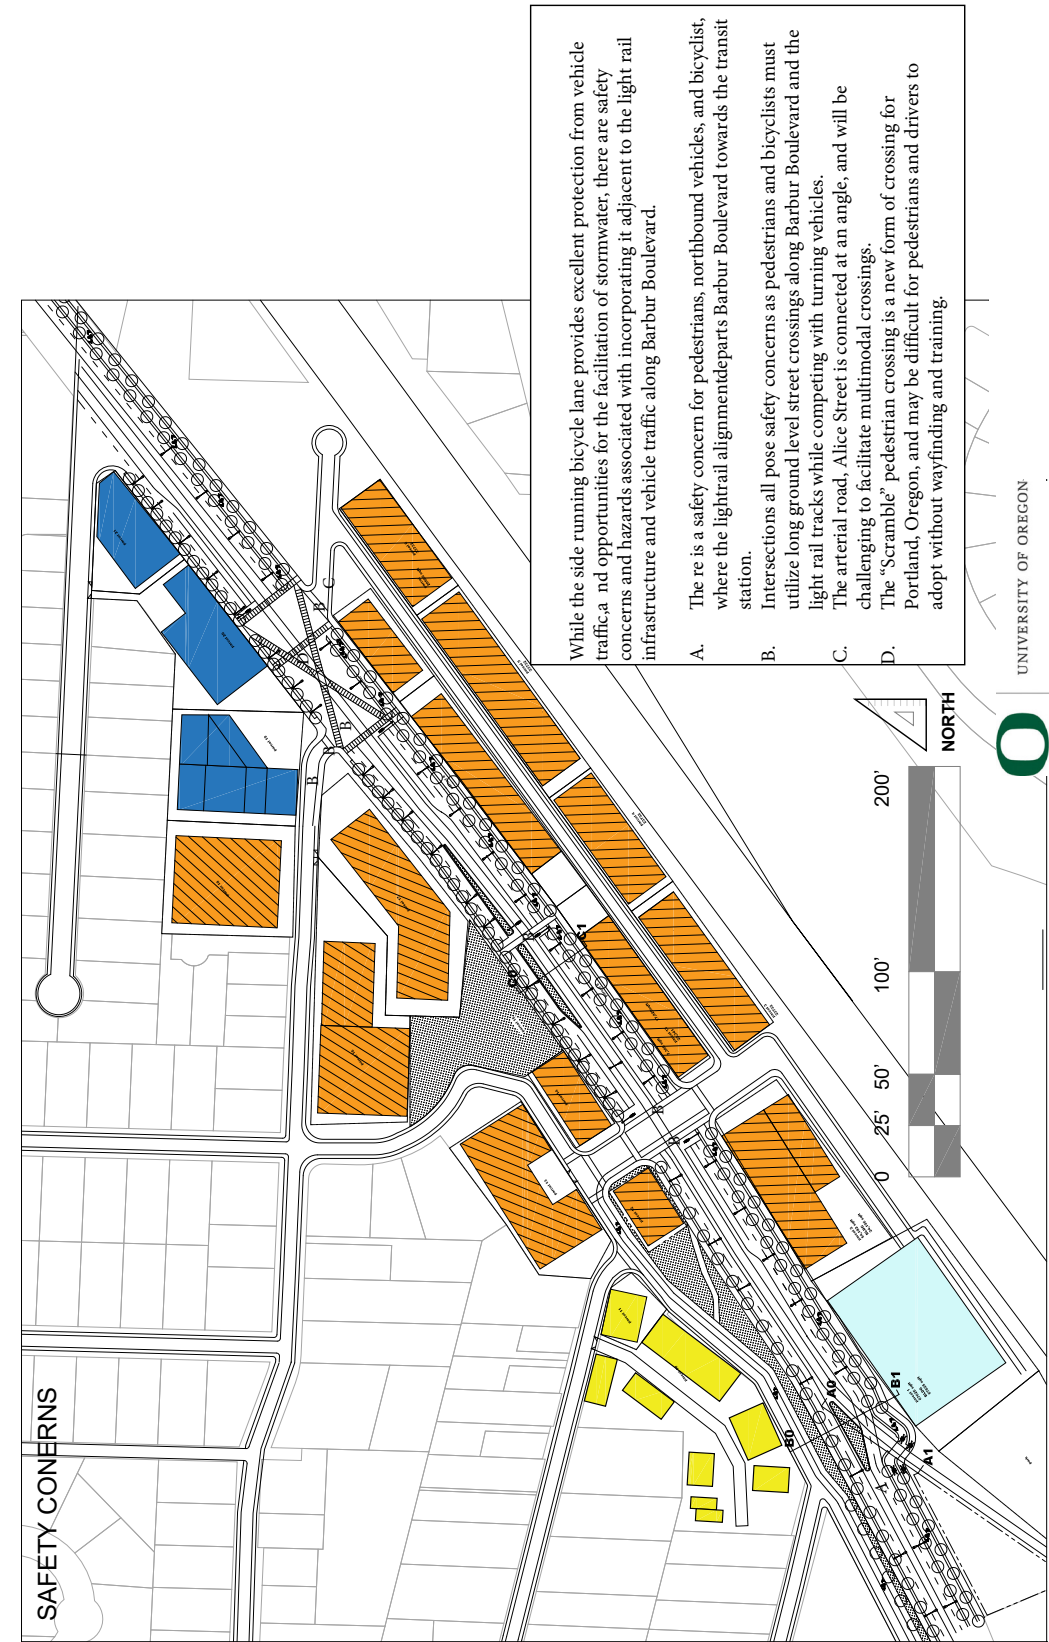 SAFETY CONERNS
While the side running bicycle lane provides excellent protection from vehicle
traffic,a nd opportunities for the facilitation of stormwater, there are safety
concerns and hazards associated with incorporating it adjacent to the light rail
infrastructure and vehicle traffic along Barbur Boulevard.
A. The re is a safety concern for pedestrians, northbound vehicles, and bicyclist,
where the lightrail alignmentdeparts Barbur Boulevard towards the transit
staetion.
B. Intersections all pose safety concerns as pedestrians and bicyclists must
utilize long ground level street crossings along Barbur Boulevard and the
light rail tracks while competing with turning vehicles.
C. The arterial road, Alice Street is connected at an angle, and will be
challenging to facilitate multimodal crossings.
D. The “Scramble” pedestrian crossing is a new form of crossing for
Portland, Oregon, and may be difficult for pedestrians and drivers to
adopt without wayfinding and training.
B
C
B
B
B
B
C0
C1
B
B
A0
B1
B0
A1
0 25' 50' 100' 200'
NORTH
O
UNIVERSITY OF OREGON